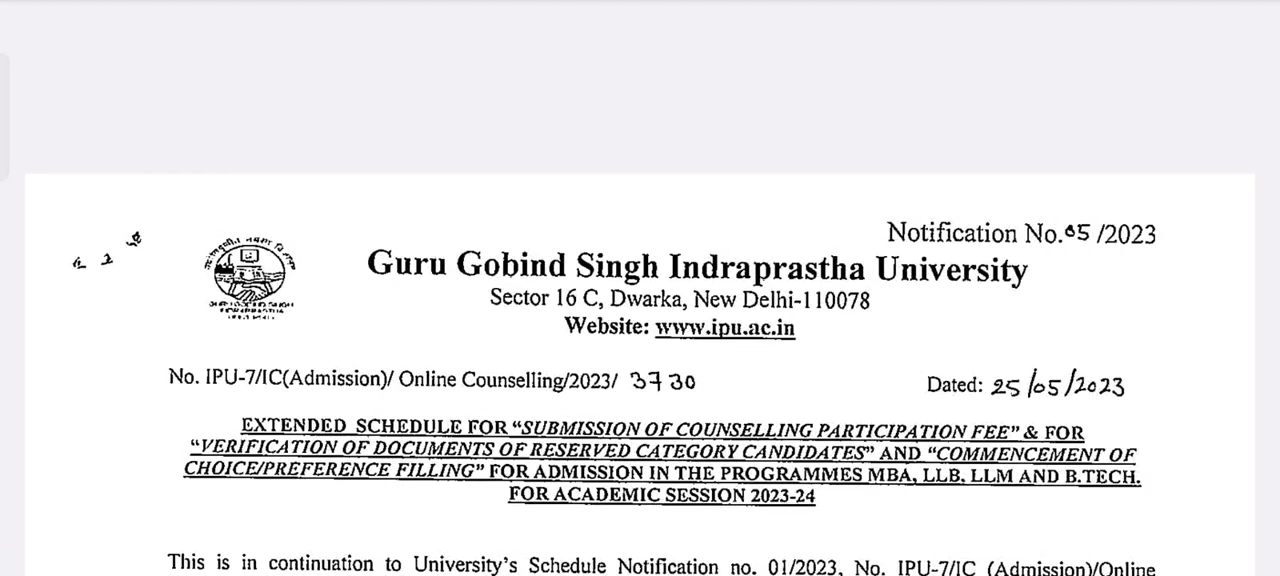 Notification No.05/2023
Guru Gobind Singh Indraprastha University
Sector 16 C, Dwarka, New Delhi-110078
Website: www.ipu.ac.in
No. IPU-7/IC(Admission)/ Online Counselling/2023/ 3730
Dated: 25/05/2023
EXTENDED SCHEDULE FOR “SUBMISSION OF COUNSELLING PARTICIPATION FEE” & FOR
“VERIFICATION OF DOCUMENTS OF RESERVED CATEGORY CANDIDATES” AND “COMMENCEMENT OF
CHOICE/PREFERENCE FILLING” FOR ADMISSION IN THE PROGRAMMES MBA, LLB, LLM AND B.TECH.
FOR ACADEMIC SESSION 2023-24
This is in continuation to University’s Schedule Notification no. 01/2023, No. IPU-7/IC (Admission)/Online